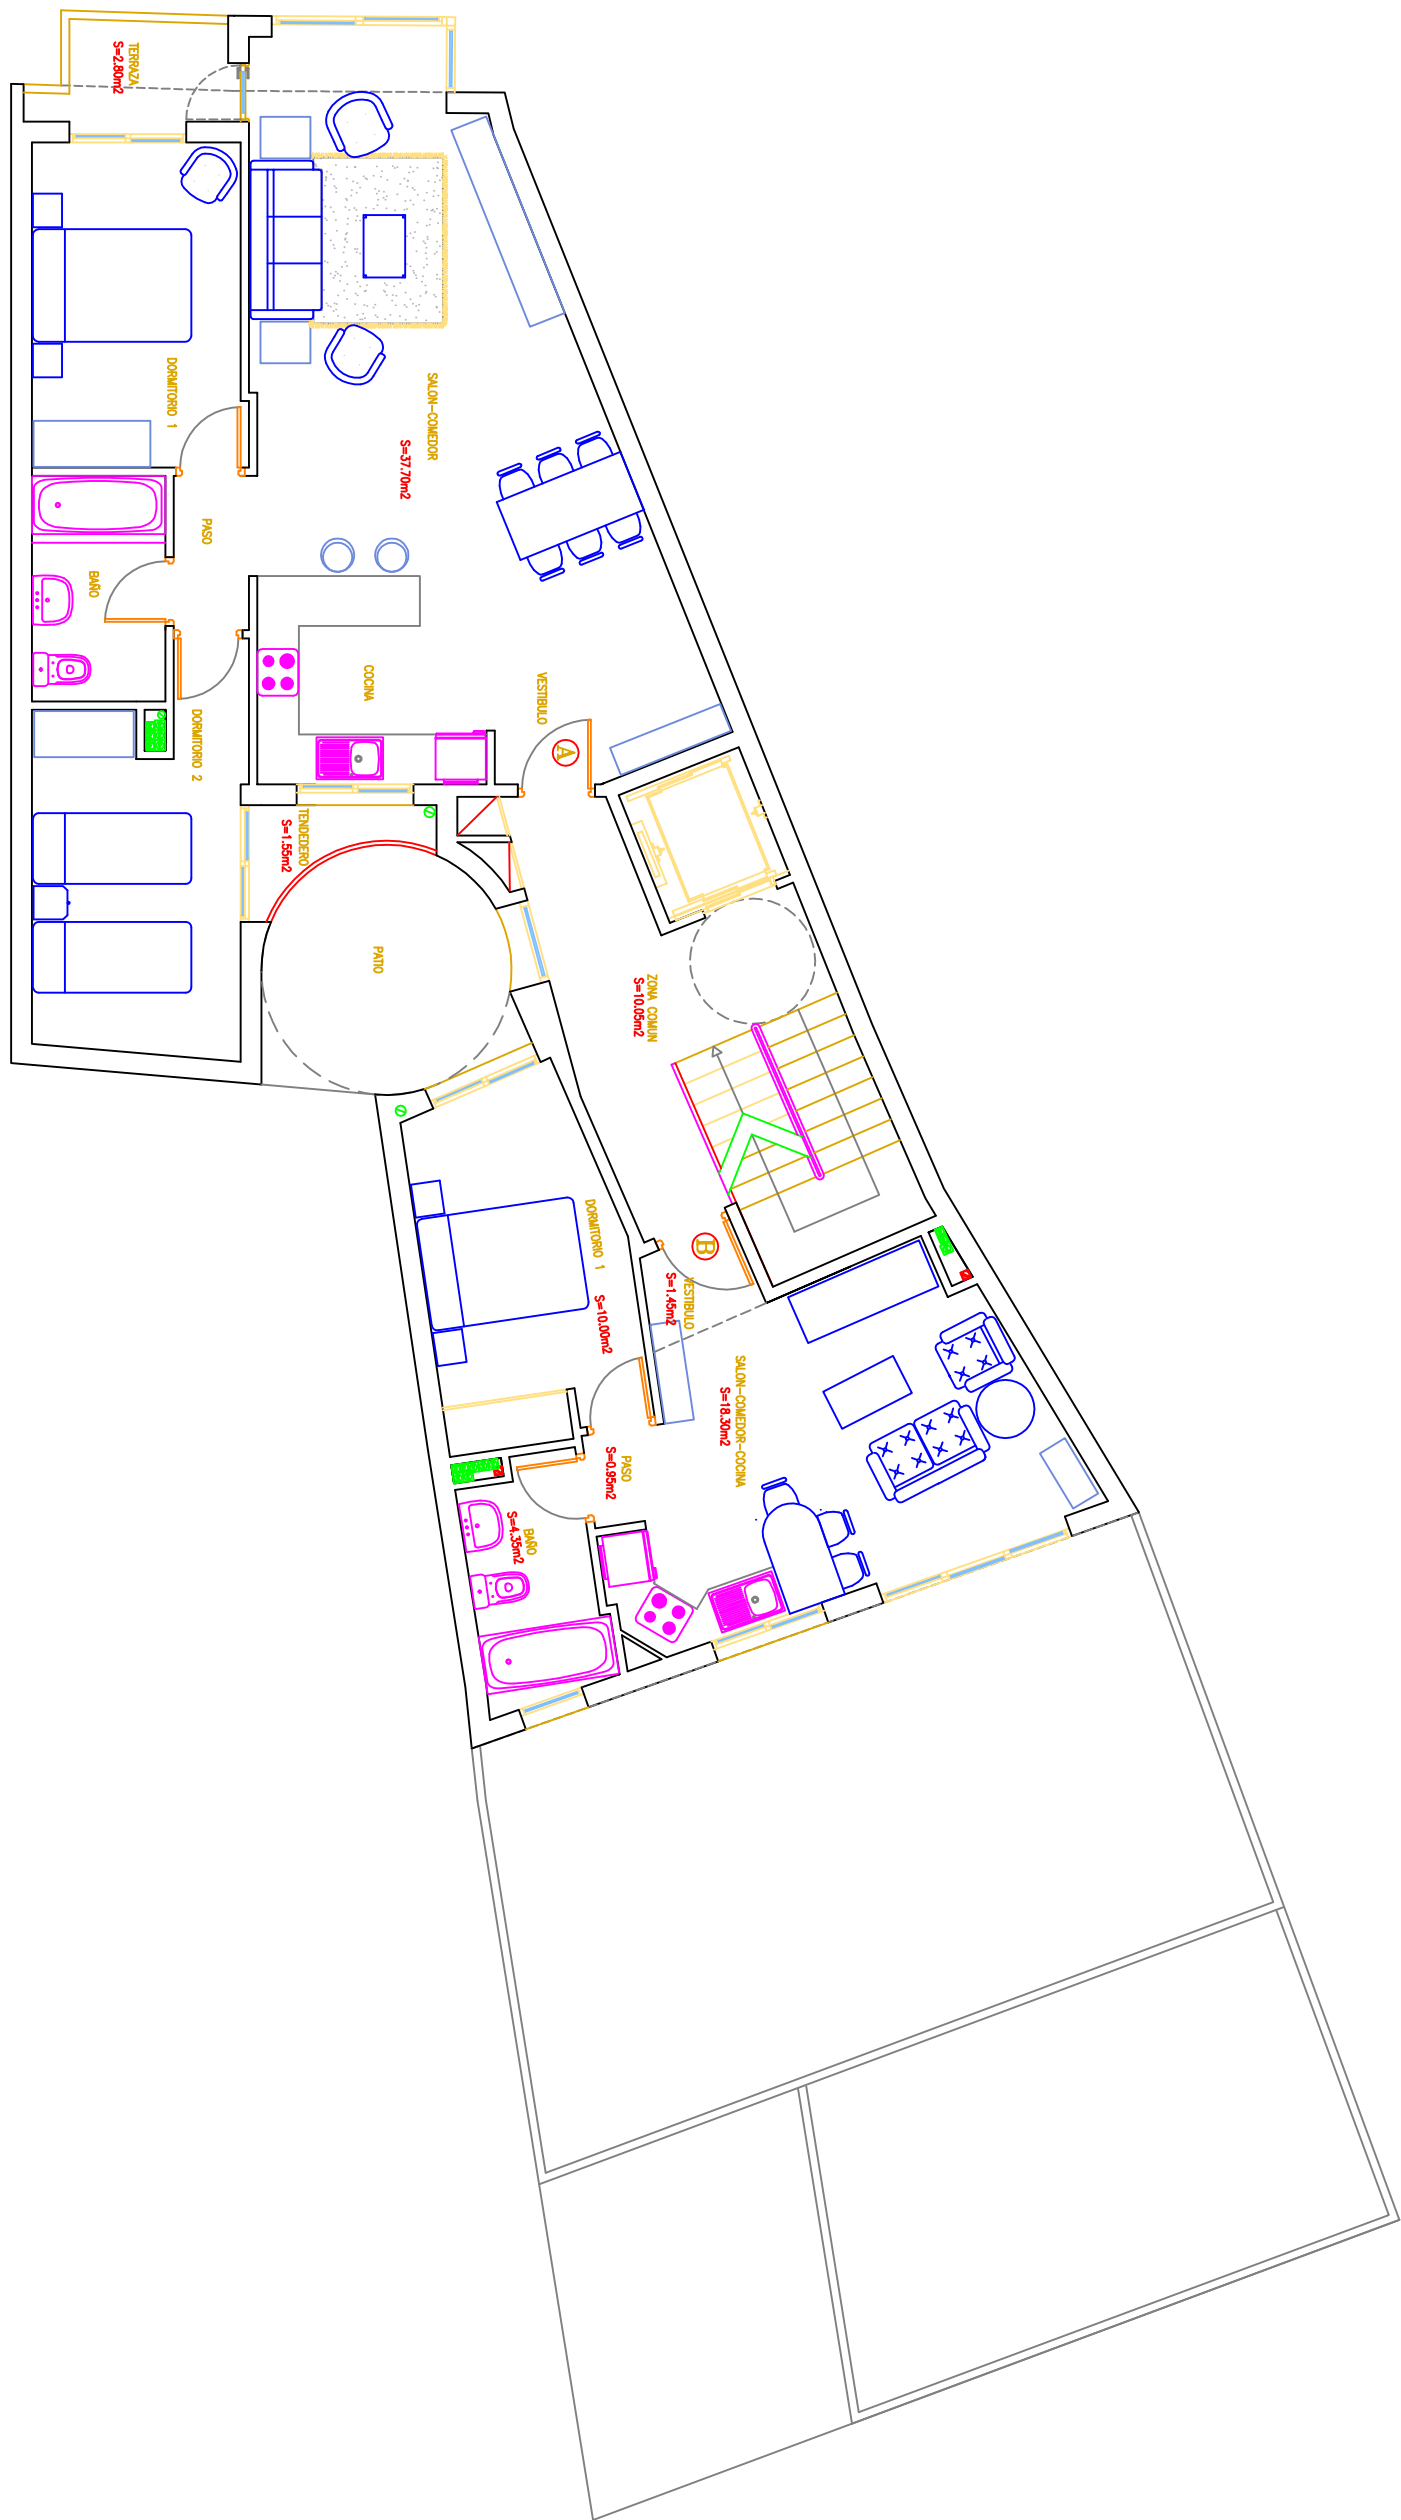 TERRAZA
S=2.80m2
DORMITORIO 1
SALON-COMEDOR
S=37.70m2
PASO
BAÑO
COCINA
VESTIBULO
A
DORMITORIO 2
TENDEDERO
S=1.55m2
PATIO
ZONA COMUN
S=10.05m2
DORMITORIO 1
S=10.00m2
B
VESTIBULO
S=1.45m2
SALON-COMEDOR-COCINA
S=18.30m2
PASO
S=0.95m2
BAÑO
S=4.35m2